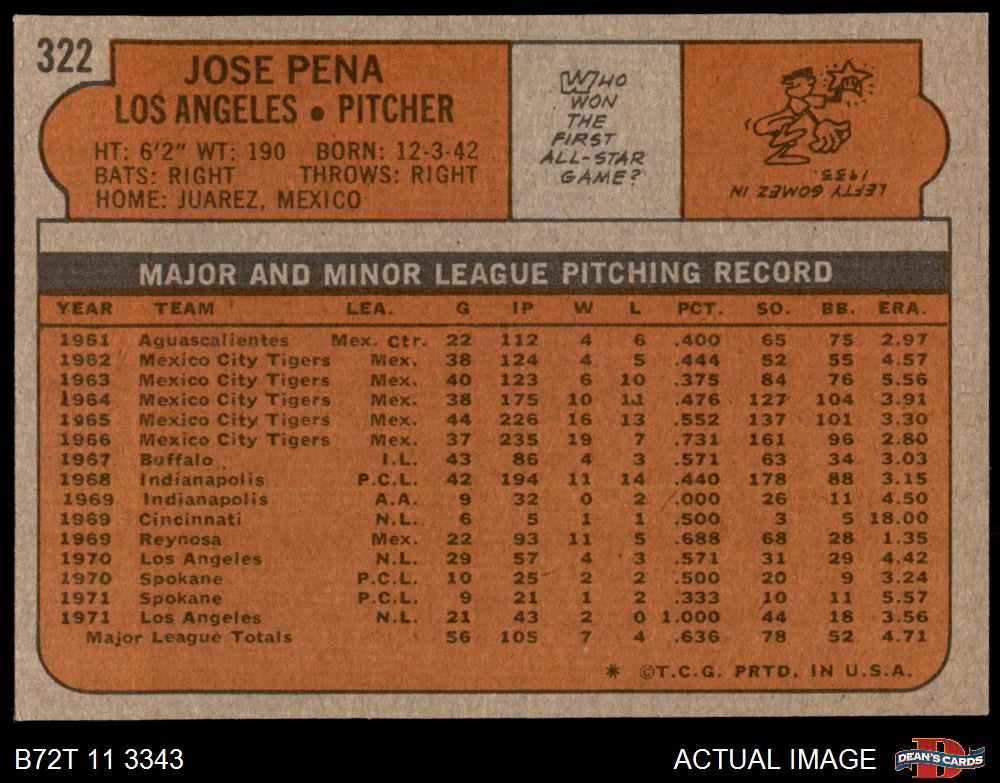 322
JOSE PENA
LOS ANGELES • PITCHER
HT: 6'2" WT: 190 BORN: 12-3-42
BATS: RIGHT THROWS: RIGHT
HOME: JUAREZ, MEXICO
WHO
WON
THE
FIRST
ALL-STAR
GAME?
LEFTY GOMEZ IN
1933.
MAJOR AND MINOR LEAGUE PITCHING RECORD
YEAR TEAM LEA. G IP W L PCT. SO. BB. ERA.
1961 Aguascalientes Mex. Ctr. 22 112 4 6 .400 65 75 2.97
1962 Mexico City Tigers Mex. 38 124 4 5 .444 52 55 4.57
1963 Mexico City Tigers Mex. 40 123 6 10 .375 84 76 5.56
1964 Mexico City Tigers Mex. 38 175 10 11 .476 127 104 3.91
1965 Mexico City Tigers Mex. 44 226 16 13 .552 137 101 3.30
1966 Mexico City Tigers Mex. 37 235 19 7 .731 161 96 2.80
1967 Buffalo I.L. 43 86 4 3 .571 63 34 3.03
1968 Indianapolis P.C.L. 42 194 11 14 .440 178 88 3.15
1969 Indianapolis A.A. 9 32 0 2 .000 26 11 4.50
1969 Cincinnati N.L. 6 5 1 1 .500 3 5 18.00
1969 Reynosa Mex. 22 93 11 5 .688 68 28 1.35
1970 Los Angeles N.L. 29 57 4 3 .571 31 29 4.42
1970 Spokane P.C.L. 10 25 2 2 .500 20 9 3.24
1971 Spokane P.C.L. 9 21 1 2 .333 10 11 5.57
1971 Los Angeles N.L. 21 43 2 0 1.000 44 18 3.56
Major League Totals 56 105 7 4 .636 78 52 4.71
* ©T.C.G. PRTD. IN U.S.A.
B72T 11 3343 ACTUAL IMAGE
DEAN'S CARDS